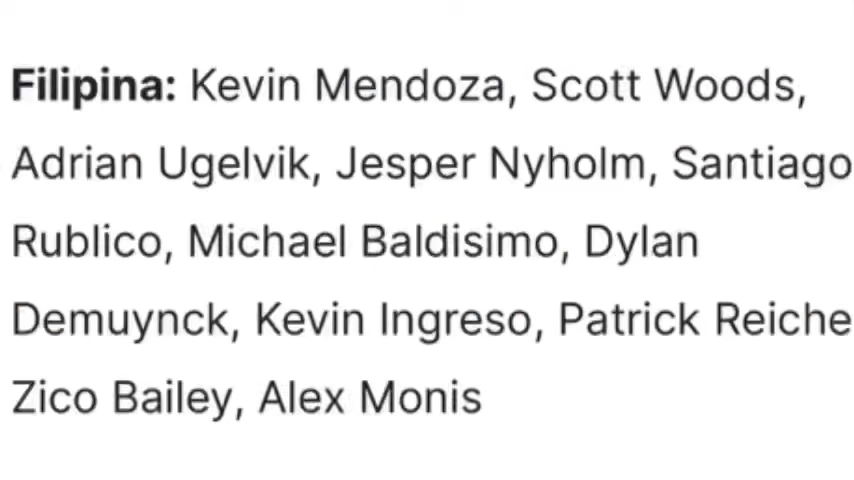 Filipina: Kevin Mendoza, Scott Woods,
Adrian Ugelvik, Jesper Nyholm, Santiago
Rublico, Michael Baldisimo, Dylan
Demuynck, Kevin Ingreso, Patrick Reiche
Zico Bailey, Alex Monis